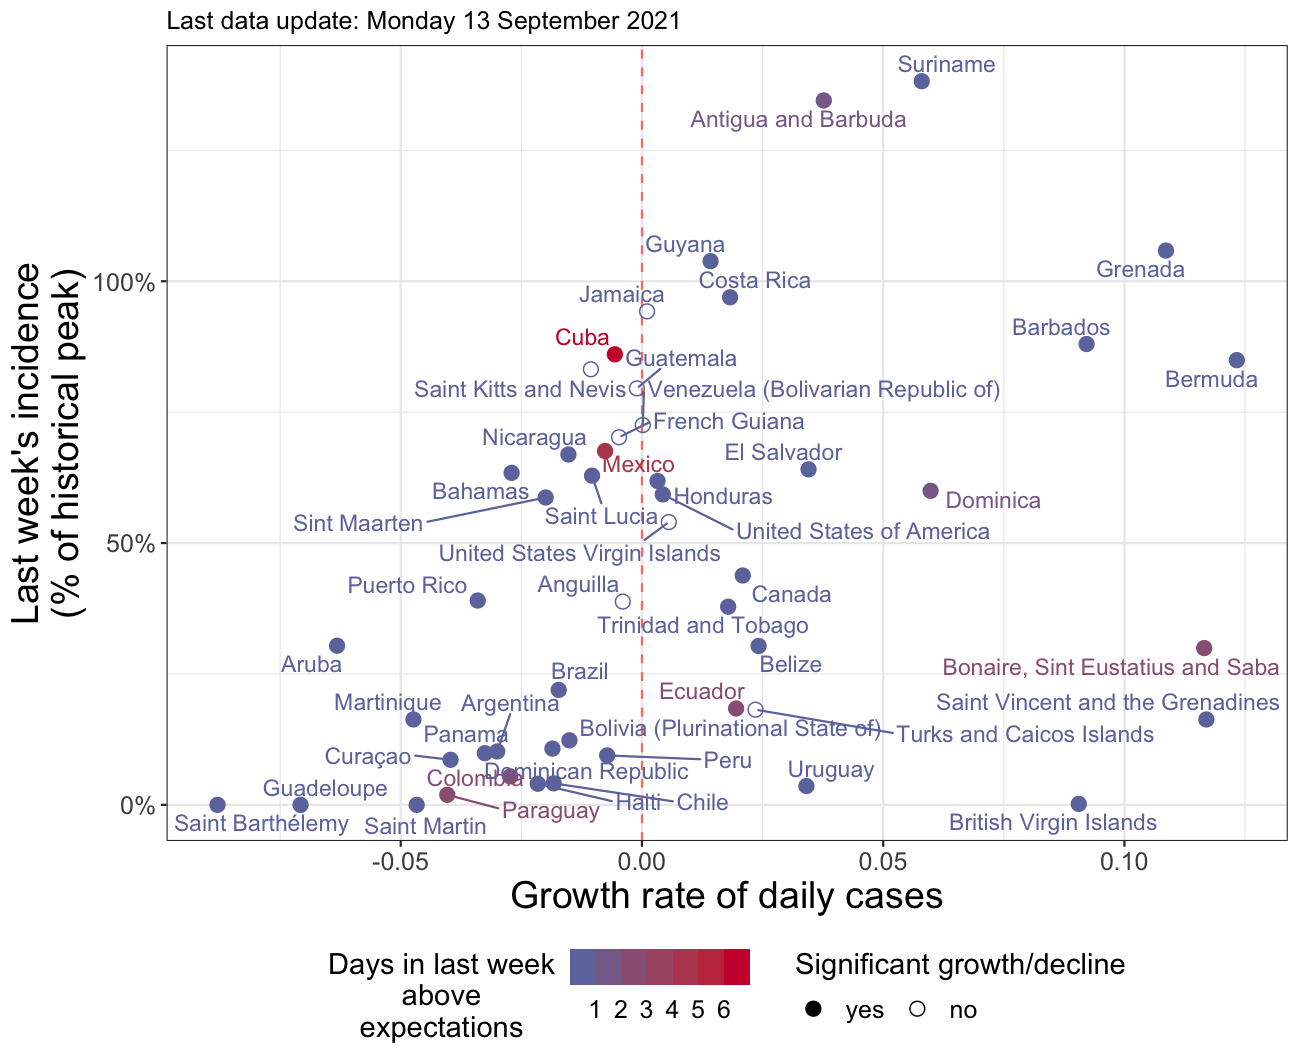 Last data update: Monday 13 September 2021
Last week's incidence
(% of historical peak)
100%
50%
0%
Suriname
Antigua and Barbuda
Guyana
Grenada
Costa Rica
Jamaica
Barbados
Cuba
Guatemala
Bermuda
Saint Kitts and Nevis
Venezuela (Bolivarian Republic of)
French Guiana
Nicaragua
El Salvador
Mexico
Bahamas
Honduras
Dominica
Saint Lucia
Sint Maarten
United States of America
United States Virgin Islands
Puerto Rico
Anguilla
Canada
Trinidad and Tobago
Aruba
Belize
Bonaire, Sint Eustatius and Saba
Brazil
Ecuador
Martinique
Argentina
Saint Vincent and the Grenadines
Bolivia (Plurinational State of)
Panama
Turks and Caicos Islands
Curaçao
Peru
Dominican Republic
Uruguay
Colombia
Guadeloupe
Haiti
Chile
Paraguay
Saint Barthélemy
Saint Martin
British Virgin Islands
-0.05
0.00
0.05
0.10
Growth rate of daily cases
Days in last week
above
expectations
1 2 3 4 5 6
Significant growth/decline
yes
no